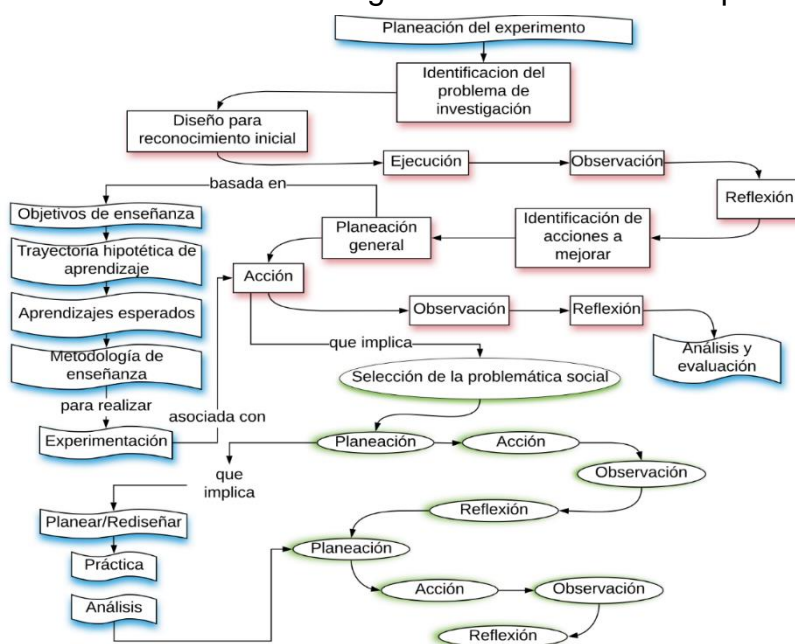 Planeación del experimento
Identificacion del
problema de
investigación
Diseño para
reconocimiento inicial
Ejecución
Observación
Reflexión
basada en
Objetivos de enseñanza
Planeación
general
Identificación de
acciones a
mejorar
Trayectoria hipotética de
aprendizaje
Acción
Aprendizajes esperados
Observación
Reflexión
Análisis y
evaluación
que implica
Metodología de
enseñanza
Selección de la problemática social
para realizar
asociada con
Experimentación
Planeación
Acción
Observación
que
implica
Reflexión
Planear/Rediseñar
Planeación
Práctica
Acción
Observación
Análisis
Reflexión